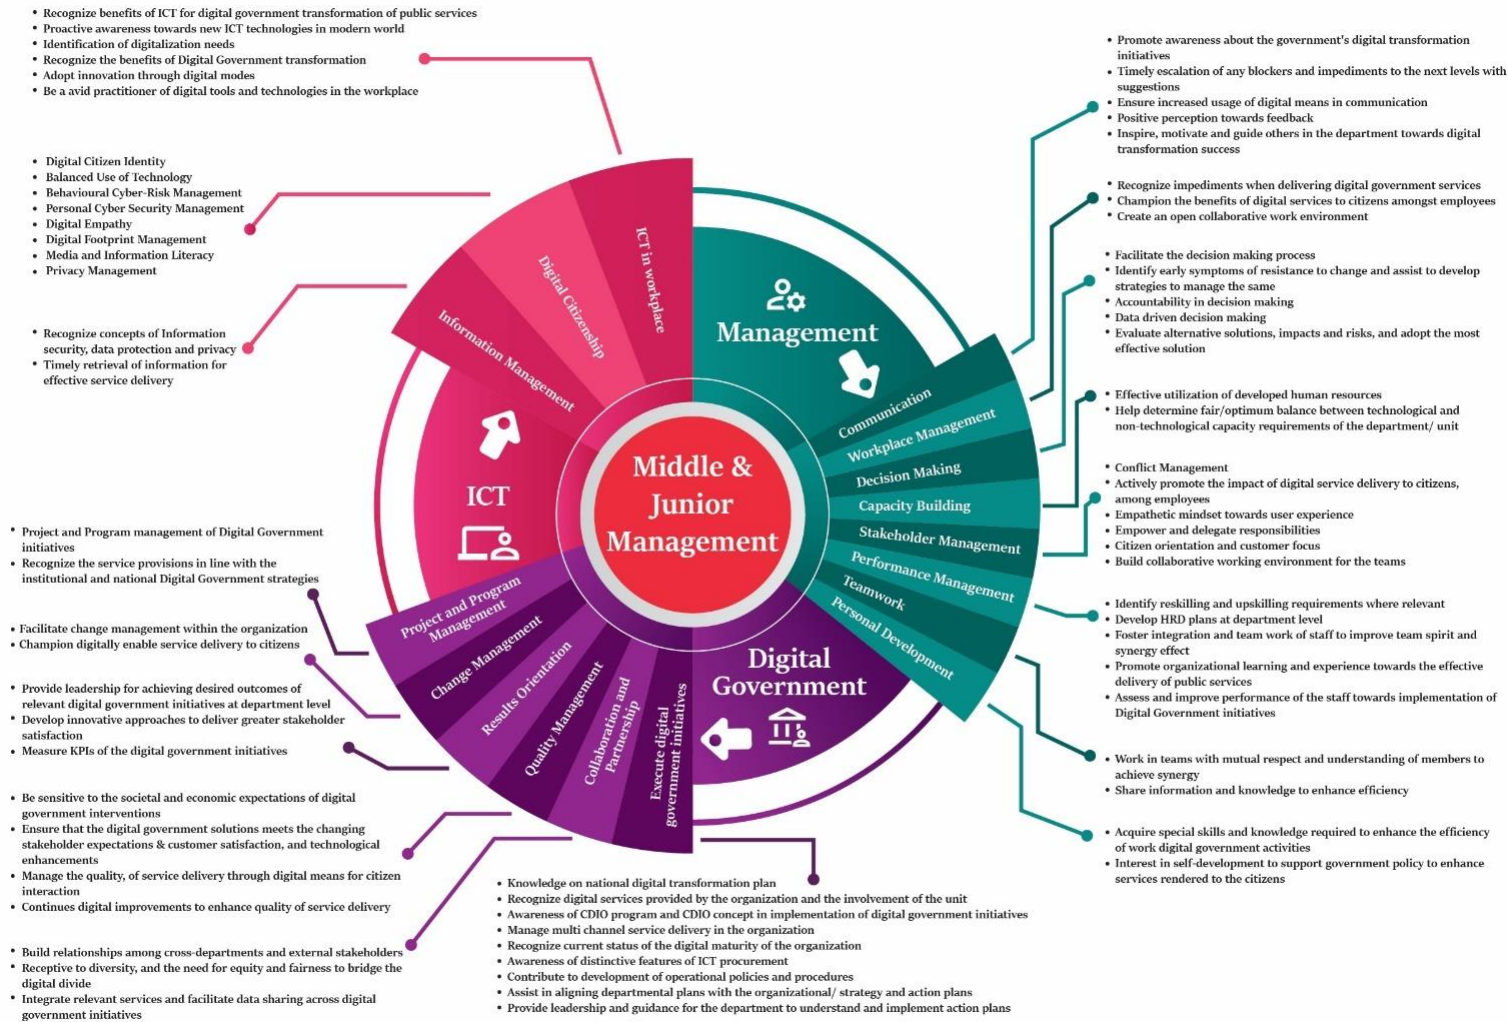 • Recognize benefits of ICT for digital government transformation of public services
• Proactive awareness towards new ICT technologies in modern world
• Identification of digitalization needs
• Recognize the benefits of Digital Government transformation
• Adopt innovation through digital modes
• Be a avid practitioner of digital tools and technologies in the workplace
• Digital Citizen Identity
• Balanced Use of Technology
• Behavioural Cyber-Risk Management
• Personal Cyber Security Management
• Digital Empathy
• Digital Footprint Management
• Media and Information Literacy
• Privacy Management
• Recognize concepts of Information
security, data protection and privacy
• Timely retrieval of information for
effective service delivery
• Project and Program management of Digital Government
initiatives
• Recognize the service provisions in line with the
institutional and national Digital Government strategies
• Facilitate change management within the organization
• Champion digitally enable service delivery to citizens
• Provide leadership for achieving desired outcomes of
relevant digital government initiatives at department level
• Develop innovative approaches to deliver greater stakeholder
satisfaction
• Measure KPIs of the digital government initiatives
• Be sensitive to the societal and economic expectations of digital
government interventions
• Ensure that the digital government solutions meets the changing
stakeholder expectations & customer satisfaction, and technological
enhancements
• Manage the quality, of service delivery through digital means for citizen
interaction
• Continues digital improvements to enhance quality of service delivery
• Build relationships among cross-departments and external stakeholders
• Receptive to diversity, and the need for equity and fairness to bridge the
digital divide
• Integrate relevant services and facilitate data sharing across digital
government initiatives
ICT in workplace
Digital Citizenship
Information Management
ICT
Management
Middle &
Junior
Management
Digital
Government
Communication
Workplace Management
Decision Making
Capacity Building
Stakeholder Management
Performance Management
Teamwork
Personal Development
Project and Program
Management
Change Management
Results Orientation
Quality Management
Collaboration and
Partnership
Execute digital
government initiatives
• Knowledge on national digital transformation plan
• Recognize digital services provided by the organization and the involvement of the unit
• Awareness of CDIO program and CDIO concept in implementation of digital government initiatives
• Manage multi channel service delivery in the organization
• Recognize current status of the digital maturity of the organization
• Awareness of distinctive features of ICT procurement
• Contribute to development of operational policies and procedures
• Assist in aligning departmental plans with the organizational/ strategy and action plans
• Provide leadership and guidance for the department to understand and implement action plans
• Promote awareness about the government's digital transformation
initiatives
• Timely escalation of any blockers and impediments to the next levels with
suggestions
• Ensure increased usage of digital means in communication
• Positive perception towards feedback
• Inspire, motivate and guide others in the department towards digital
transformation success
• Recognize impediments when delivering digital government services
• Champion the benefits of digital services to citizens amongst employees
• Create an open collaborative work environment
• Facilitate the decision making process
• Identify early symptoms of resistance to change and assist to develop
strategies to manage the same
• Accountability in decision making
• Data driven decision making
• Evaluate alternative solutions, impacts and risks, and adopt the most
effective solution
• Effective utilization of developed human resources
• Help determine fair/optimum balance between technological and
non-technological capacity requirements of the department/ unit
• Conflict Management
• Actively promote the impact of digital service delivery to citizens,
among employees
• Empathetic mindset towards user experience
• Empower and delegate responsibilities
• Citizen orientation and customer focus
• Build collaborative working environment for the teams
• Identify reskilling and upskilling requirements where relevant
• Develop HRD plans at department level
• Foster integration and team work of staff to improve team spirit and
synergy effect
• Promote organizational learning and experience towards the effective
delivery of public services
• Assess and improve performance of the staff towards implementation of
Digital Government initiatives
• Work in teams with mutual respect and understanding of members to
achieve synergy
• Share information and knowledge to enhance efficiency
• Acquire special skills and knowledge required to enhance the efficiency
of work digital government activities
• Interest in self-development to support government policy to enhance
services rendered to the citizens